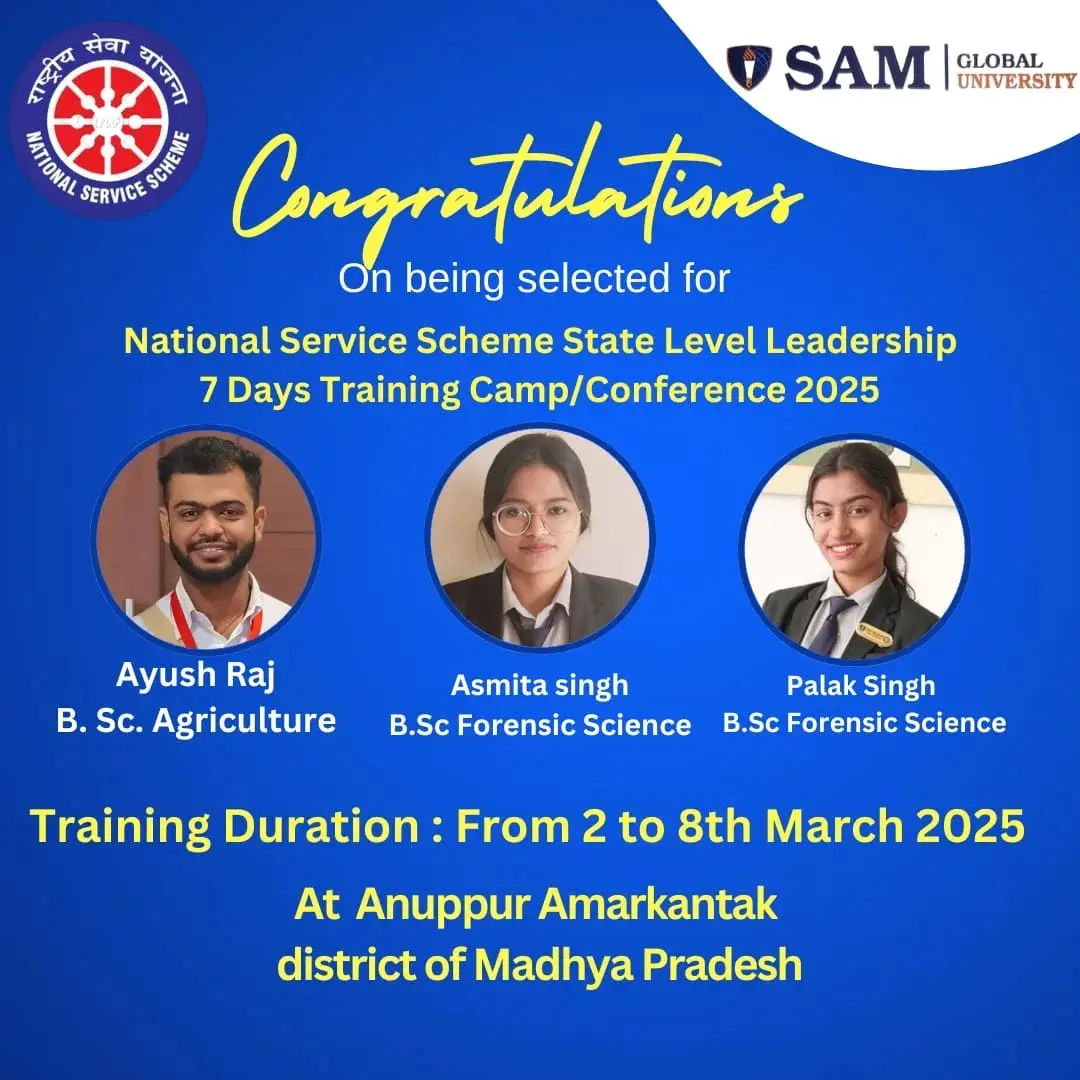 राष्ट्रीय सेवा योजना
NATIONAL SERVICE SCHEME
SAM
GLOBAL
UNIVERSITY
Congratulations
On being selected for
National Service Scheme State Level Leadership
7 Days Training Camp/Conference 2025
Ayush Raj
B. Sc. Agriculture
Asmita singh
B.Sc Forensic Science
Palak Singh
B.Sc Forensic Science
Training Duration : From 2 to 8th March 2025
At Anuppur Amarkantak
district of Madhya Pradesh